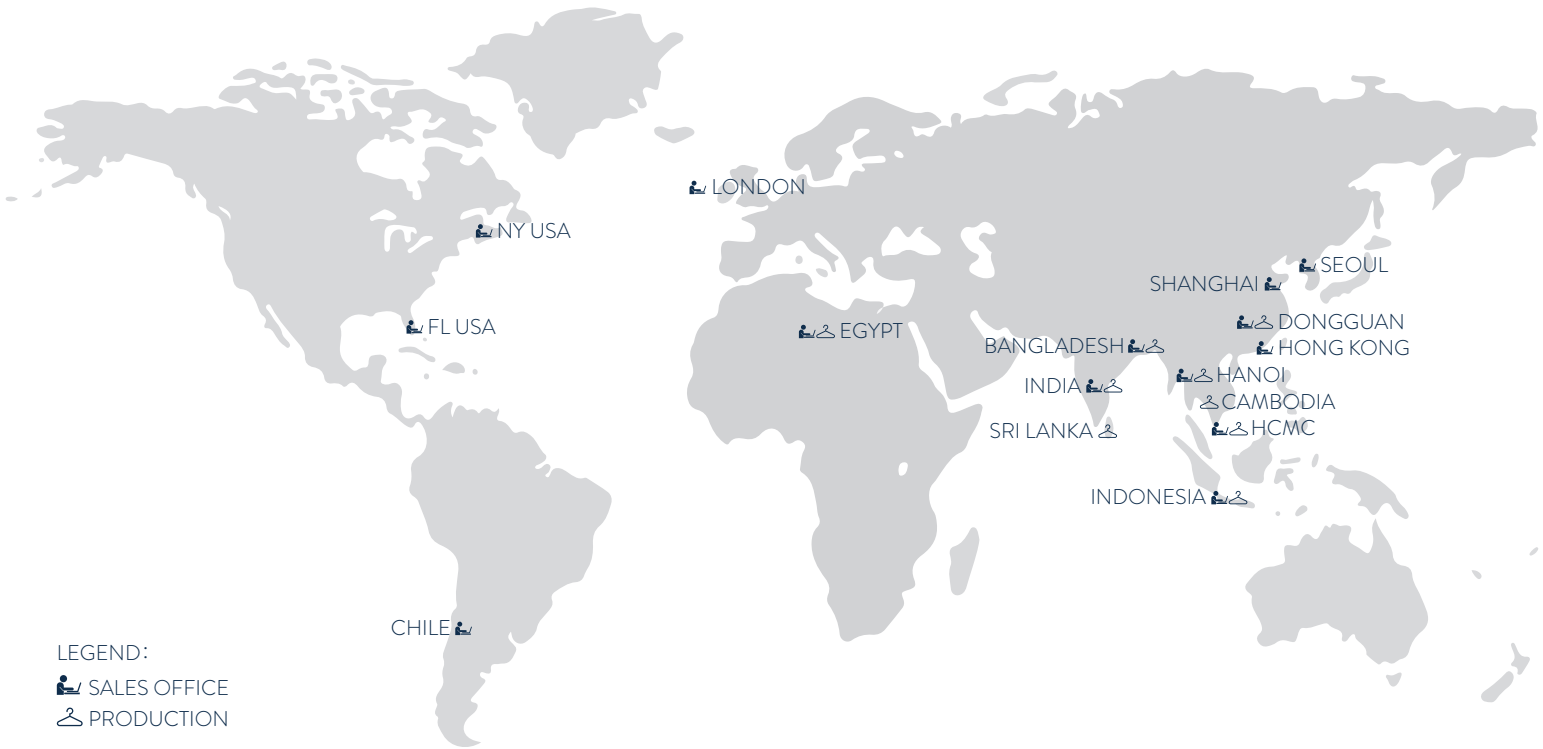 LONDON
NY USA
SEOUL
SHANGHAI
DONGGUAN
FL USA
EGYPT
BANGLADESH
HONG KONG
HANOI
INDIA
CAMBODIA
HCMC
SRI LANKA
INDONESIA
CHILE
LEGEND:
SALES OFFICE
PRODUCTION